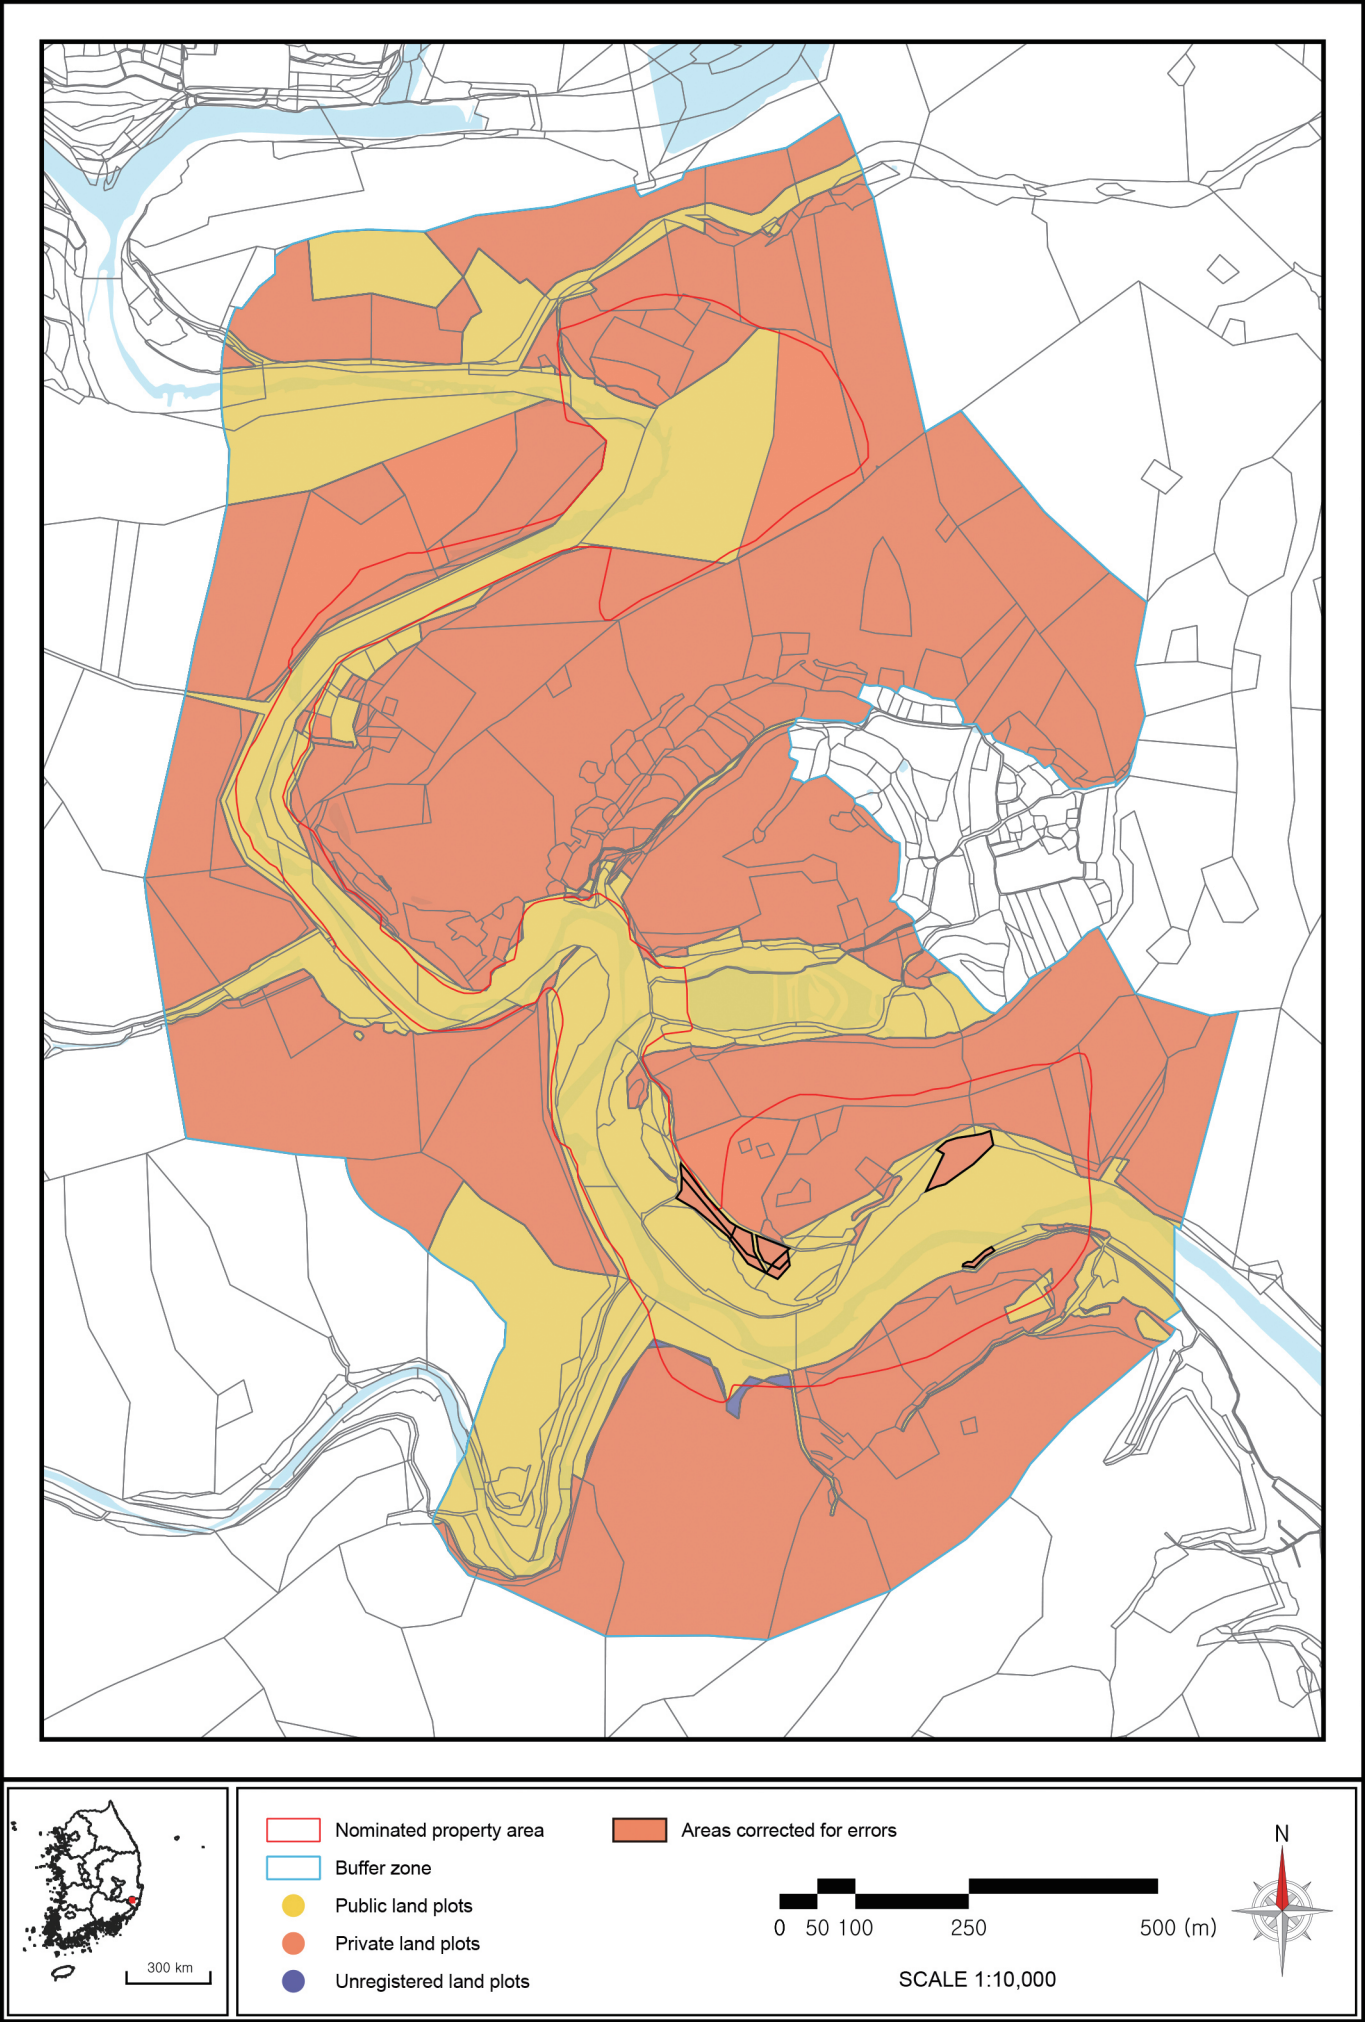 300 km
Nominated property area
Buffer zone
Public land plots
Private land plots
Unregistered land plots
Areas corrected for errors
0 50 100 250 500 (m)
SCALE 1:10,000
N